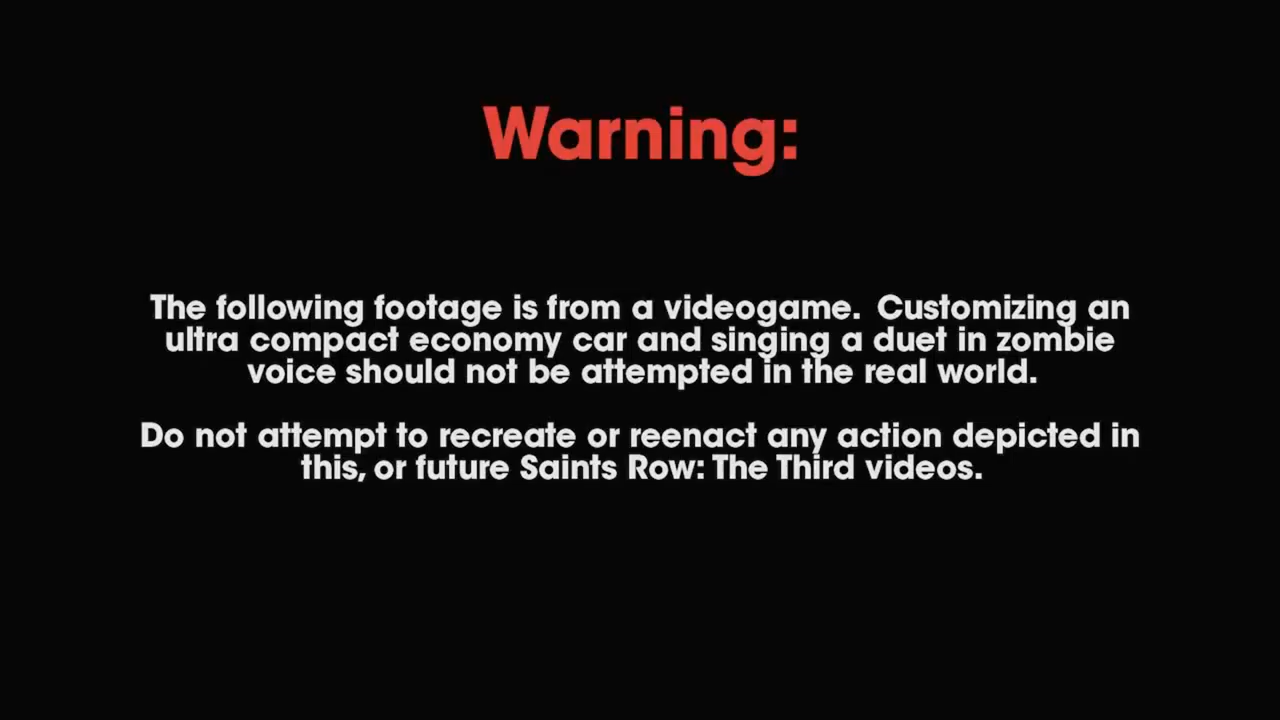 Warning:
The following footage is from a videogame.  Customizing an
ultra compact economy car and singing a duet in zombie
voice should not be attempted in the real world.
Do not attempt to recreate or reenact any action depicted in
this, or future Saints Row: The Third videos.